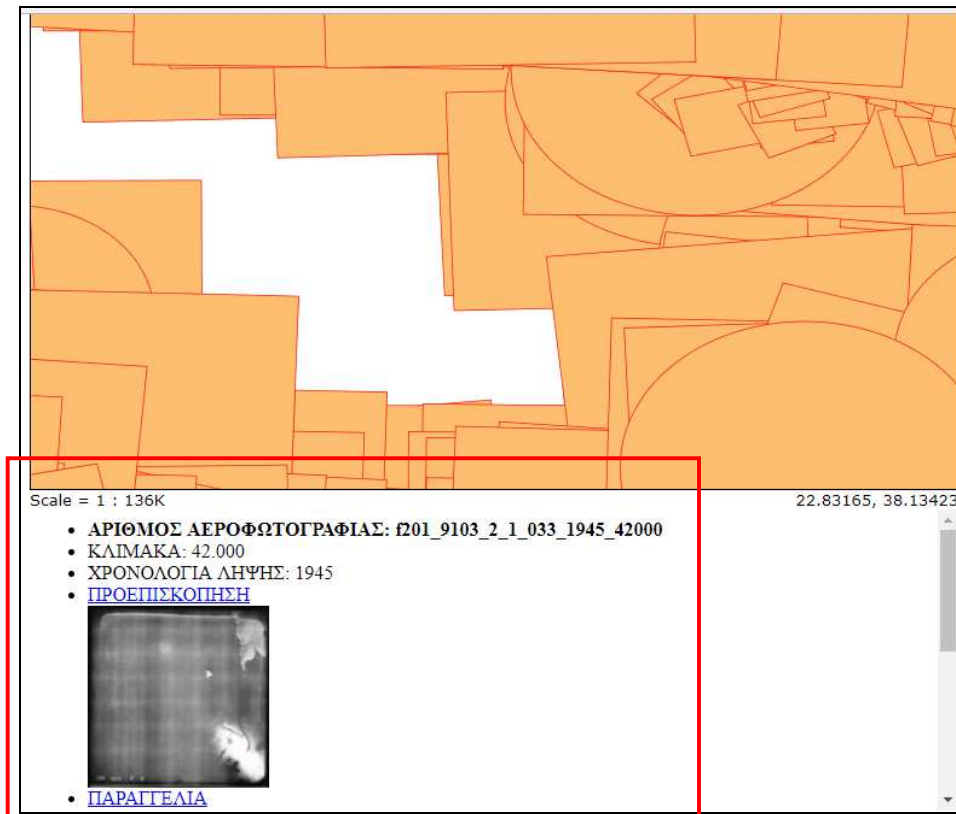 Scale = 1 : 136K
22.83165, 38.13423
ΑΡΙΘΜΟΣ ΑΕΡΟΦΩΤΟΓΡΑΦΙΑΣ: f201_9103_2_1_033_1945_42000
ΚΛΙΜΑΚΑ: 42.000
ΧΡΟΝΟΛΟΓΙΑ ΛΗΨΗΣ: 1945
ΠΡΟΕΠΙΣΚΟΠΗΣΗ
ΠΑΡΑΓΓΕΛΙΑ